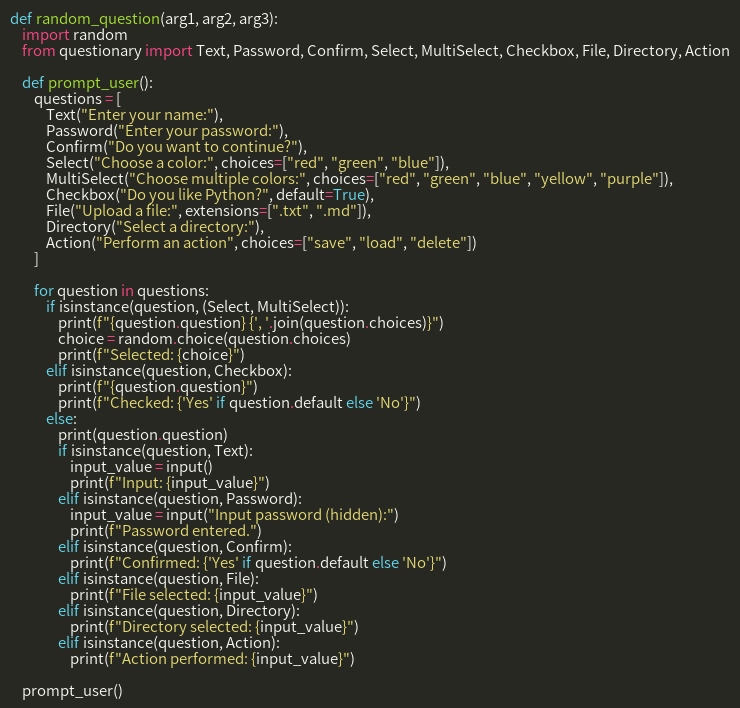 def random_question(arg1, arg2, arg3):
    import random
    from questionary import Text, Password, Confirm, Select, MultiSelect, Checkbox, File, Directory, Action

    def prompt_user():
        questions = [
            Text("Enter your name:"),
            Password("Enter your password:"),
            Confirm("Do you want to continue?"),
            Select("Choose a color:", choices=["red", "green", "blue"]),
            MultiSelect("Choose multiple colors:", choices=["red", "green", "blue", "yellow", "purple"]),
            Checkbox("Do you like Python?", default=True),
            File("Upload a file:", extensions=[".txt", ".md"]),
            Directory("Select a directory:"),
            Action("Perform an action", choices=["save", "load", "delete"])
        ]

        for question in questions:
            if isinstance(question, (Select, MultiSelect)):
                print(f"{question.question} {', '.join(question.choices)}")
                choice = random.choice(question.choices)
                print(f"Selected: {choice}")
            elif isinstance(question, Checkbox):
                print(f"{question.question}")
                print(f"Checked: {'Yes' if question.default else 'No'}")
            else:
                print(question.question)
                if isinstance(question, Text):
                    input_value = input()
                    print(f"Input: {input_value}")
                elif isinstance(question, Password):
                    input_value = input("Input password (hidden):")
                    print(f"Password entered.")
                elif isinstance(question, Confirm):
                    print(f"Confirmed: {'Yes' if question.default else 'No'}")
                elif isinstance(question, File):
                    print(f"File selected: {input_value}")
                elif isinstance(question, Directory):
                    print(f"Directory selected: {input_value}")
                elif isinstance(question, Action):
                    print(f"Action performed: {input_value}")

    prompt_user()